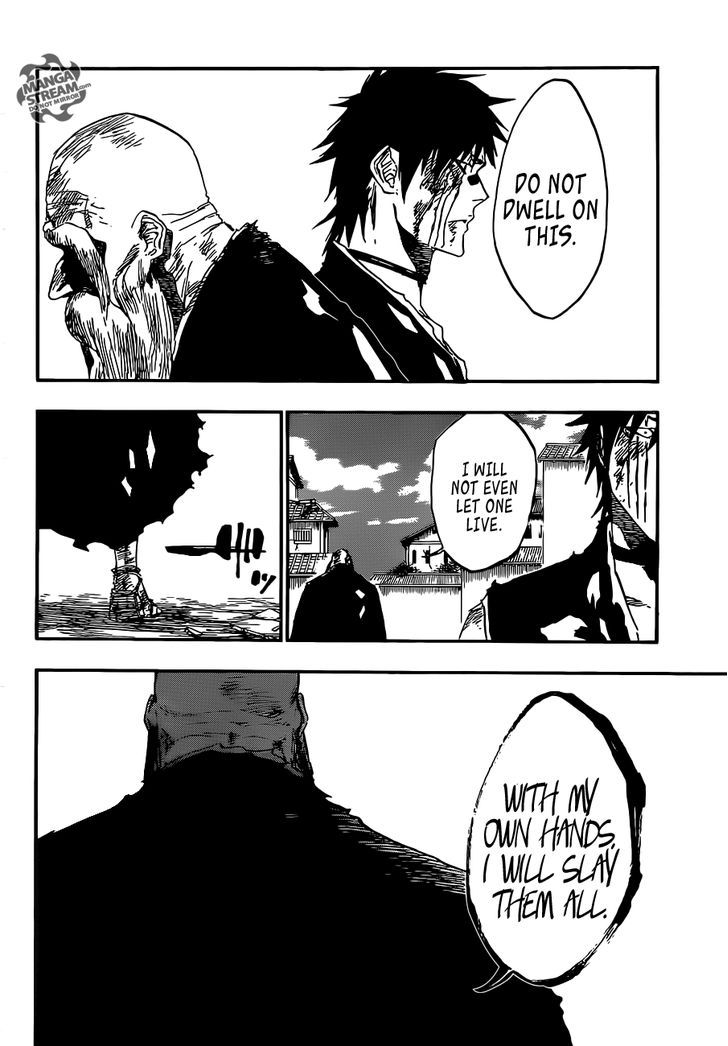 MANGA
STREAM.com
DO NOT MIRROR
DO NOT
DWELL ON
THIS.
I WILL
NOT EVEN
LET ONE
LIVE.
WITH MY
OWN HANDS,
I WILL SLAY
THEM ALL.